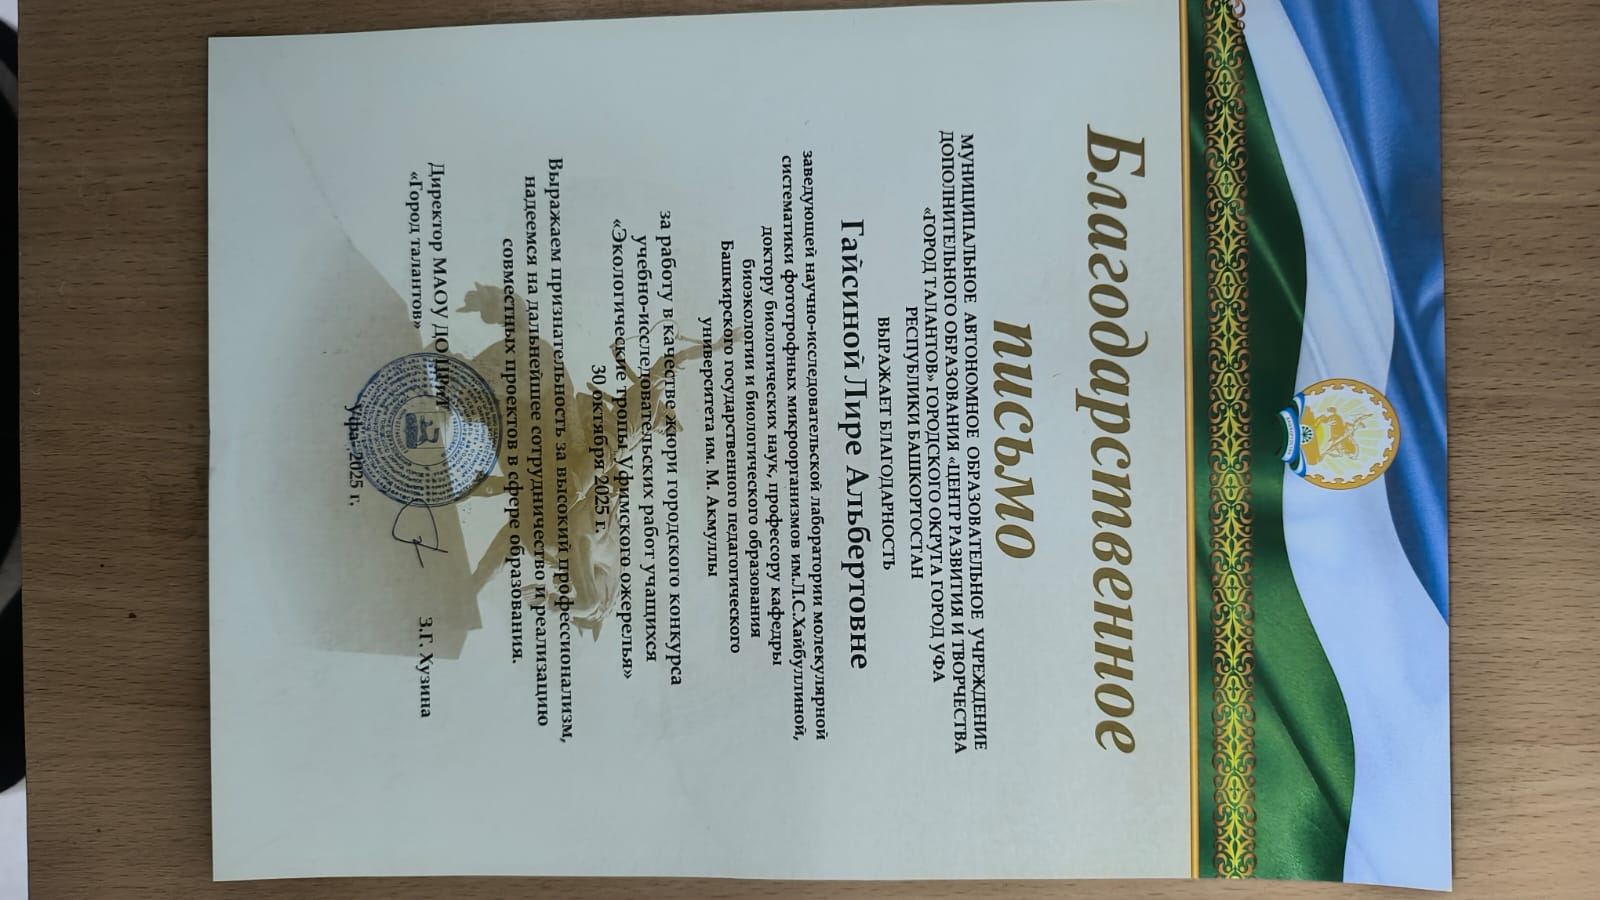 Благодарственное
письмо
МУНИЦИПАЛЬНОЕ АВТОНОМНОЕ ОБРАЗОВАТЕЛЬНОЕ УЧРЕЖДЕНИЕ
ДОПОЛНИТЕЛЬНОГО ОБРАЗОВАНИЯ «ЦЕНТР РАЗВИТИЯ И ТВОРЧЕСТВА
«ГОРОД ТАЛАНТОВ» ГОРОДСКОГО ОКРУГА ГОРОД УФА
РЕСПУБЛИКИ БАШКОРТОСТАН
ВЫРАЖАЕТ БЛАГОДАРНОСТЬ
Гайсиной Лире Альбертовне
заведующей научно-исследовательской лаборатории молекулярной
систематики фототрофных микроорганизмов им.Л.С.Хайбуллиной,
доктору биологических наук, профессору кафедры
биоэкологии и биологического образования
Башкирского государственного педагогического
университета им. М. Акмуллы
за работу в качестве жюри городского конкурса
учебно-исследовательских работ учащихся
«Экологические тропы Уфимского ожерелья»
30 октября 2025 г.
Выражаем признательность за высокий профессионализм,
надеемся на дальнейшее сотрудничество и реализацию
совместных проектов в сфере образования.
Директор МАОУ ДО ЦРиТ
«Город талантов»
З.Г. Хузина
Уфа- 2025 г.